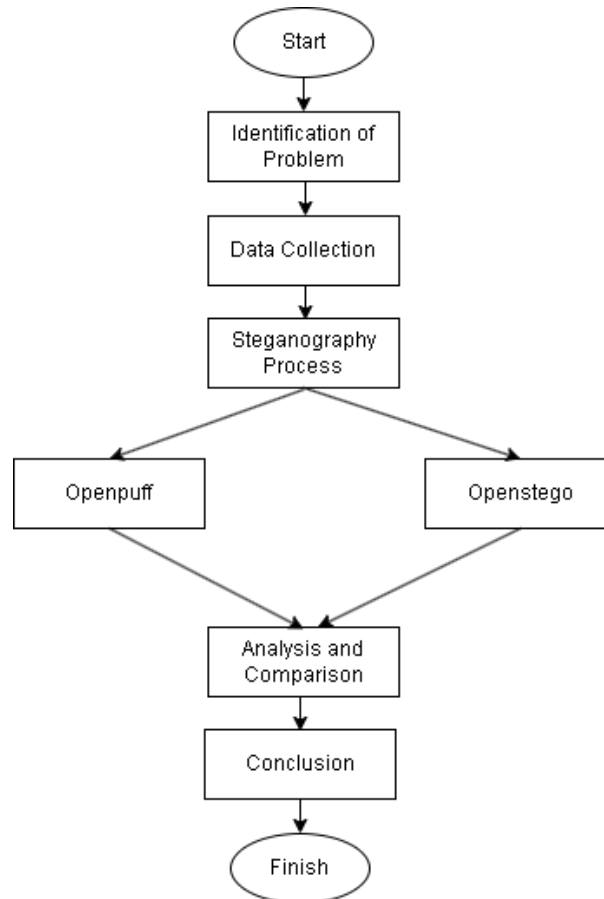 Start
Identification of
Problem
Data Collection
Steganography
Process
Openpuff
Openstego
Analysis and
Comparison
Conclusion
Finish